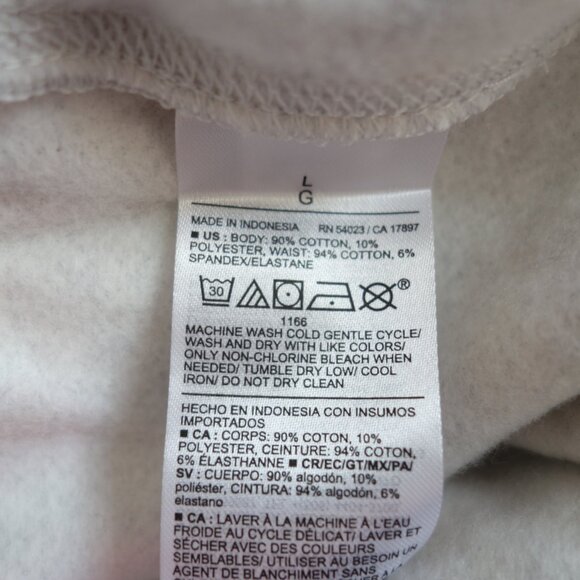 L
G
MADE IN INDONESIA RN 54023 / CA 17897
■ US : BODY: 90% COTTON, 10%
POLYESTER, WAIST: 94% COTTON, 6%
SPANDEX/ELASTANE
30 ®
1166
MACHINE WASH COLD GENTLE CYCLE/
WASH AND DRY WITH LIKE COLORS/
ONLY NON-CHLORINE BLEACH WHEN
NEEDED/ TUMBLE DRY LOW/ COOL
IRON/ DO NOT DRY CLEAN
HECHO EN INDONESIA CON INSUMOS
IMPORTADOS
■ CA : CORPS: 90% COTON, 10%
POLYESTER, CEINTURE: 94% COTON,
6% ÉLASTHANNE ■ CR/EC/GT/MX/PA/
SV : CUERPO: 90% algodón, 10%
poliéster, CINTURA: 94% algodón, 6%
elastano
■ CA : LAVER À LA MACHINE À L'EAU
FROIDE AU CYCLE DÉLICAT/ LAVER ET
SÉCHER AVEC DES COULEURS
SEMBLABLES/ UTILISER AU BESOIN UN
AGENT DE BLANCHIMENT SANS